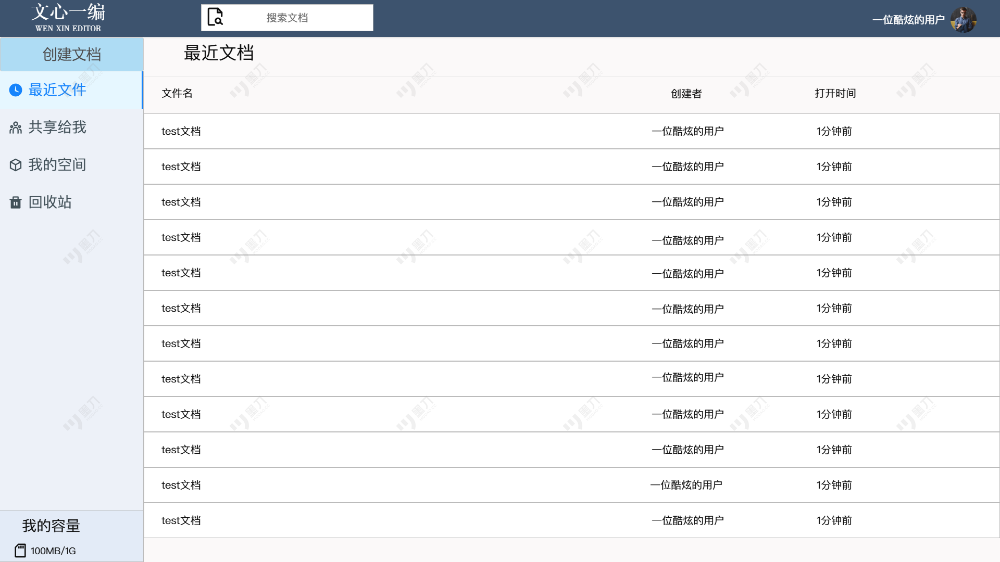 文心一编
WEN XIN EDITOR
搜索文档
一位酷炫的用户
创建文档
最近文件
共享给我
我的空间
回收站
我的容量
100MB/1G
最近文档
文件名 创建者 打开时间
test文档 一位酷炫的用户 1分钟前
test文档 一位酷炫的用户 1分钟前
test文档 一位酷炫的用户 1分钟前
test文档 一位酷炫的用户 1分钟前
test文档 一位酷炫的用户 1分钟前
test文档 一位酷炫的用户 1分钟前
test文档 一位酷炫的用户 1分钟前
test文档 一位酷炫的用户 1分钟前
test文档 一位酷炫的用户 1分钟前
test文档 一位酷炫的用户 1分钟前
test文档 一位酷炫的用户 1分钟前
test文档 一位酷炫的用户 1分钟前
墨刀
MODAO.CC